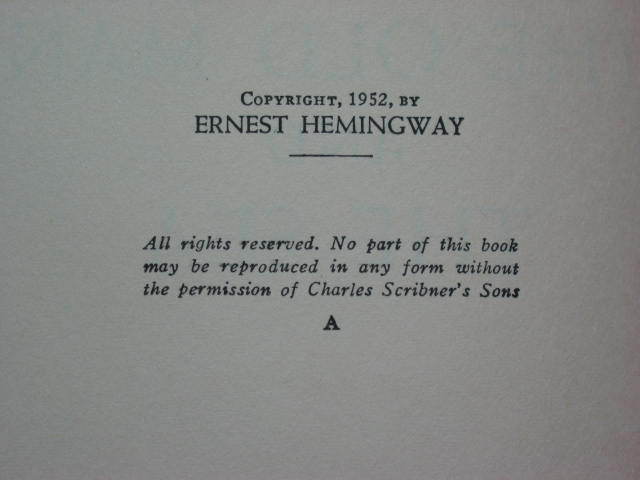 COPYRIGHT, 1952, BY
ERNEST HEMINGWAY
All rights reserved. No part of this book
may be reproduced in any form without
the permission of Charles Scribner's Sons
A